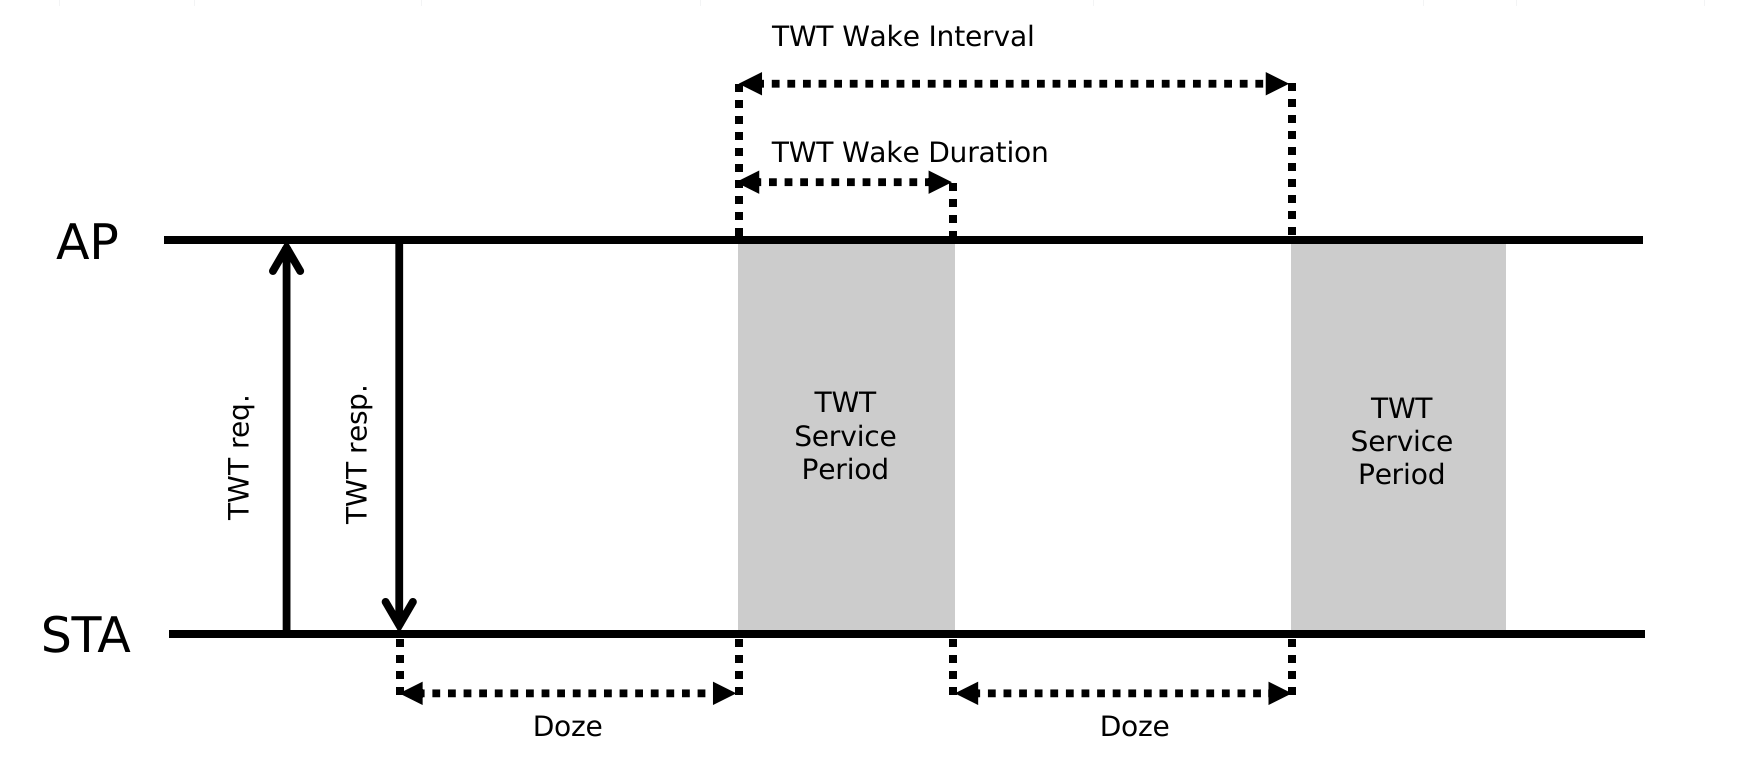 TWT Wake Interval
TWT Wake Duration
AP
TWT req.
TWT resp.
TWT
Service
Period
TWT
Service
Period
STA
Doze
Doze